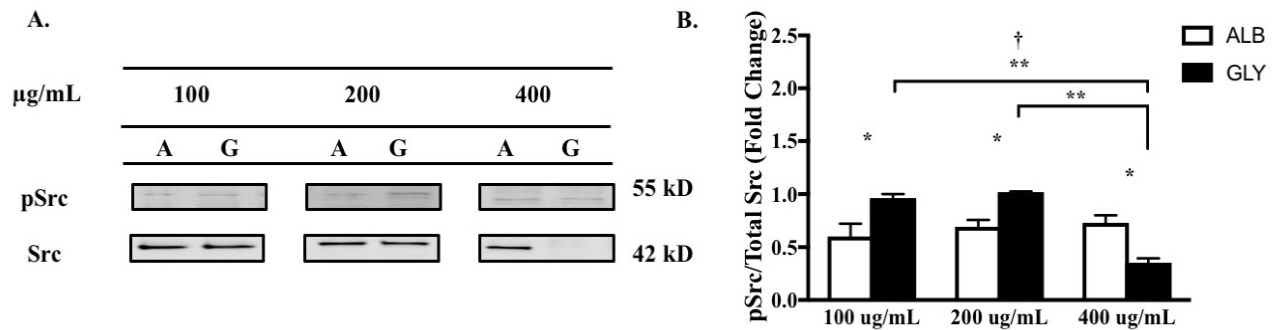 A.
µg/mL 100 200 400
A G A G A G
pSrc 55 kD
Src 42 kD
B.
pSrc/Total Src (Fold Change)
2.5
2.0
1.5
1.0
0.5
0.0
†
**
**
* * *
100 ug/mL 200 ug/mL 400 ug/mL
ALB
GLY